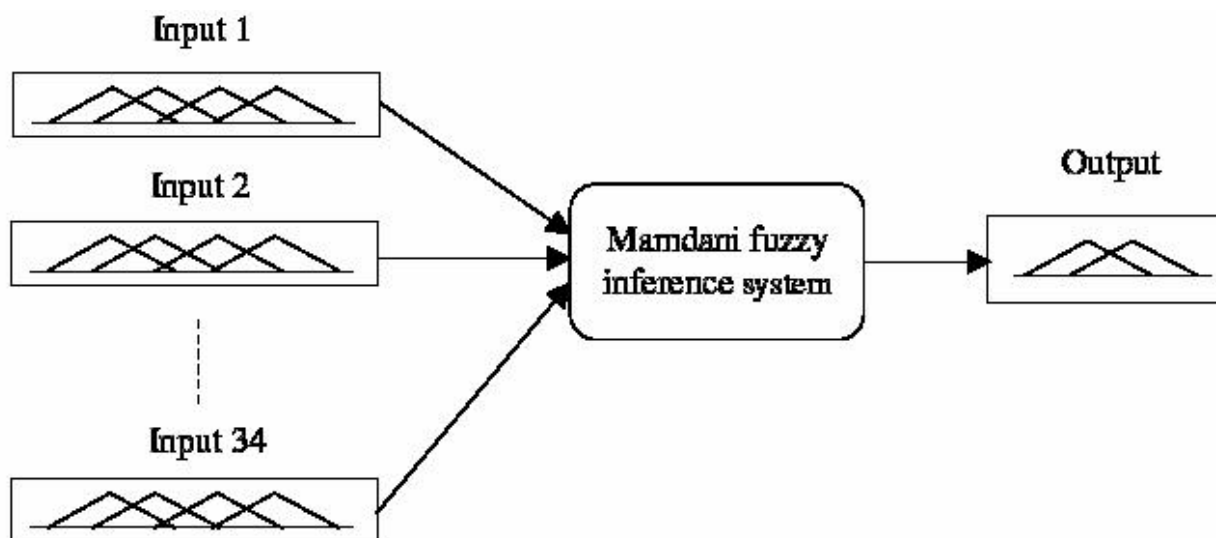 Input 1
Input 2
Input 34
Mamdani fuzzy
inference system
Output